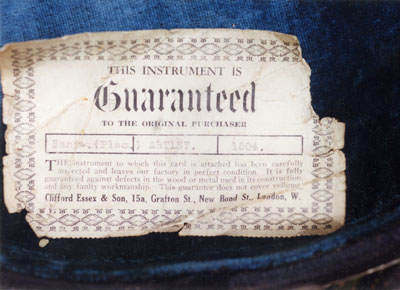 THIS INSTRUMENT IS
Guaranteed
TO THE ORIGINAL PURCHASER
(Plec.) ARTIST. 1504.
THE instrument to which this card is attached has been carefully
inspected and leaves our factory in perfect condition. It is fully
guaranteed against defects in the wood or metal used in its construction,
and any faulty workmanship. This guarantee does not cover vellums.
Clifford Essex & Son, 15a, Grafton St., New Bond St., London, W.